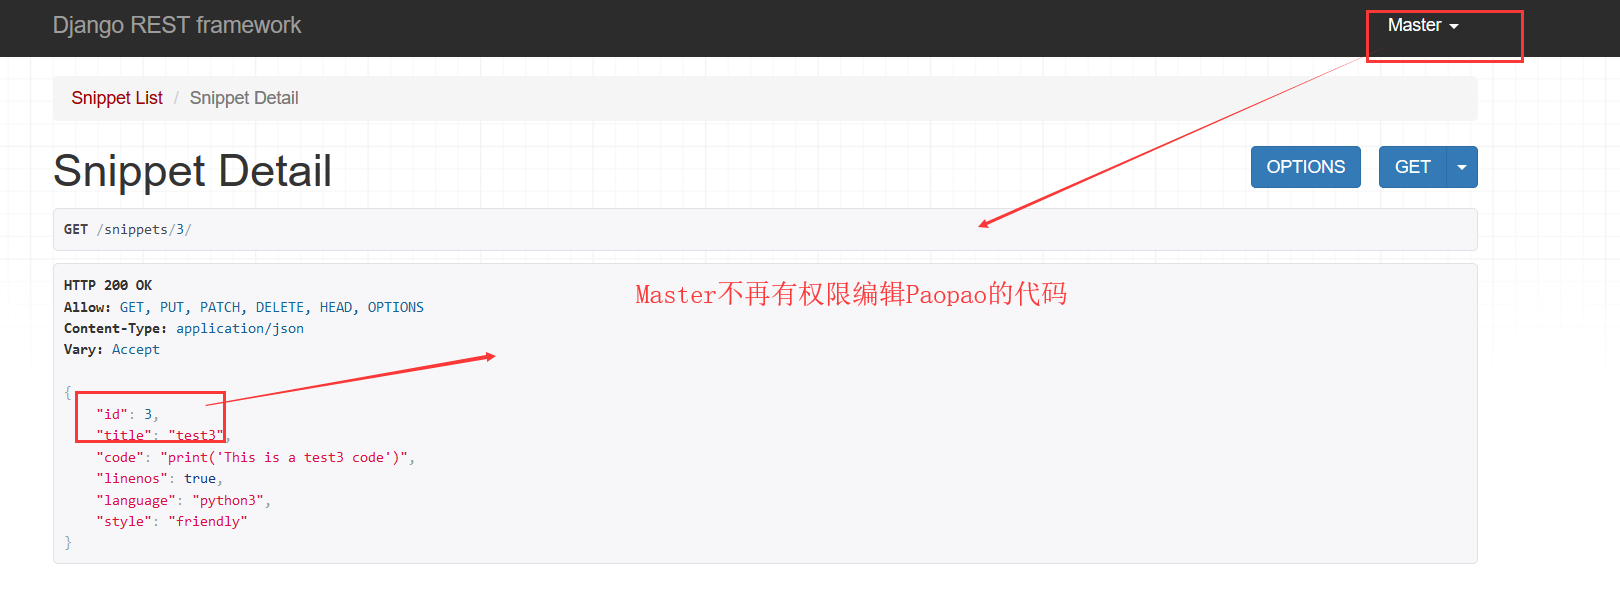 Django REST framework
Master
Snippet List / Snippet Detail
Snippet Detail
OPTIONS
GET
GET /snippets/3/
HTTP 200 OK
Allow: GET, PUT, PATCH, DELETE, HEAD, OPTIONS
Content-Type: application/json
Vary: Accept
Master不再有权限编辑Paopao的代码
{
"id": 3,
"title": "test3",
"code": "print('This is a test3 code')",
"linenos": true,
"language": "python3",
"style": "friendly"
}